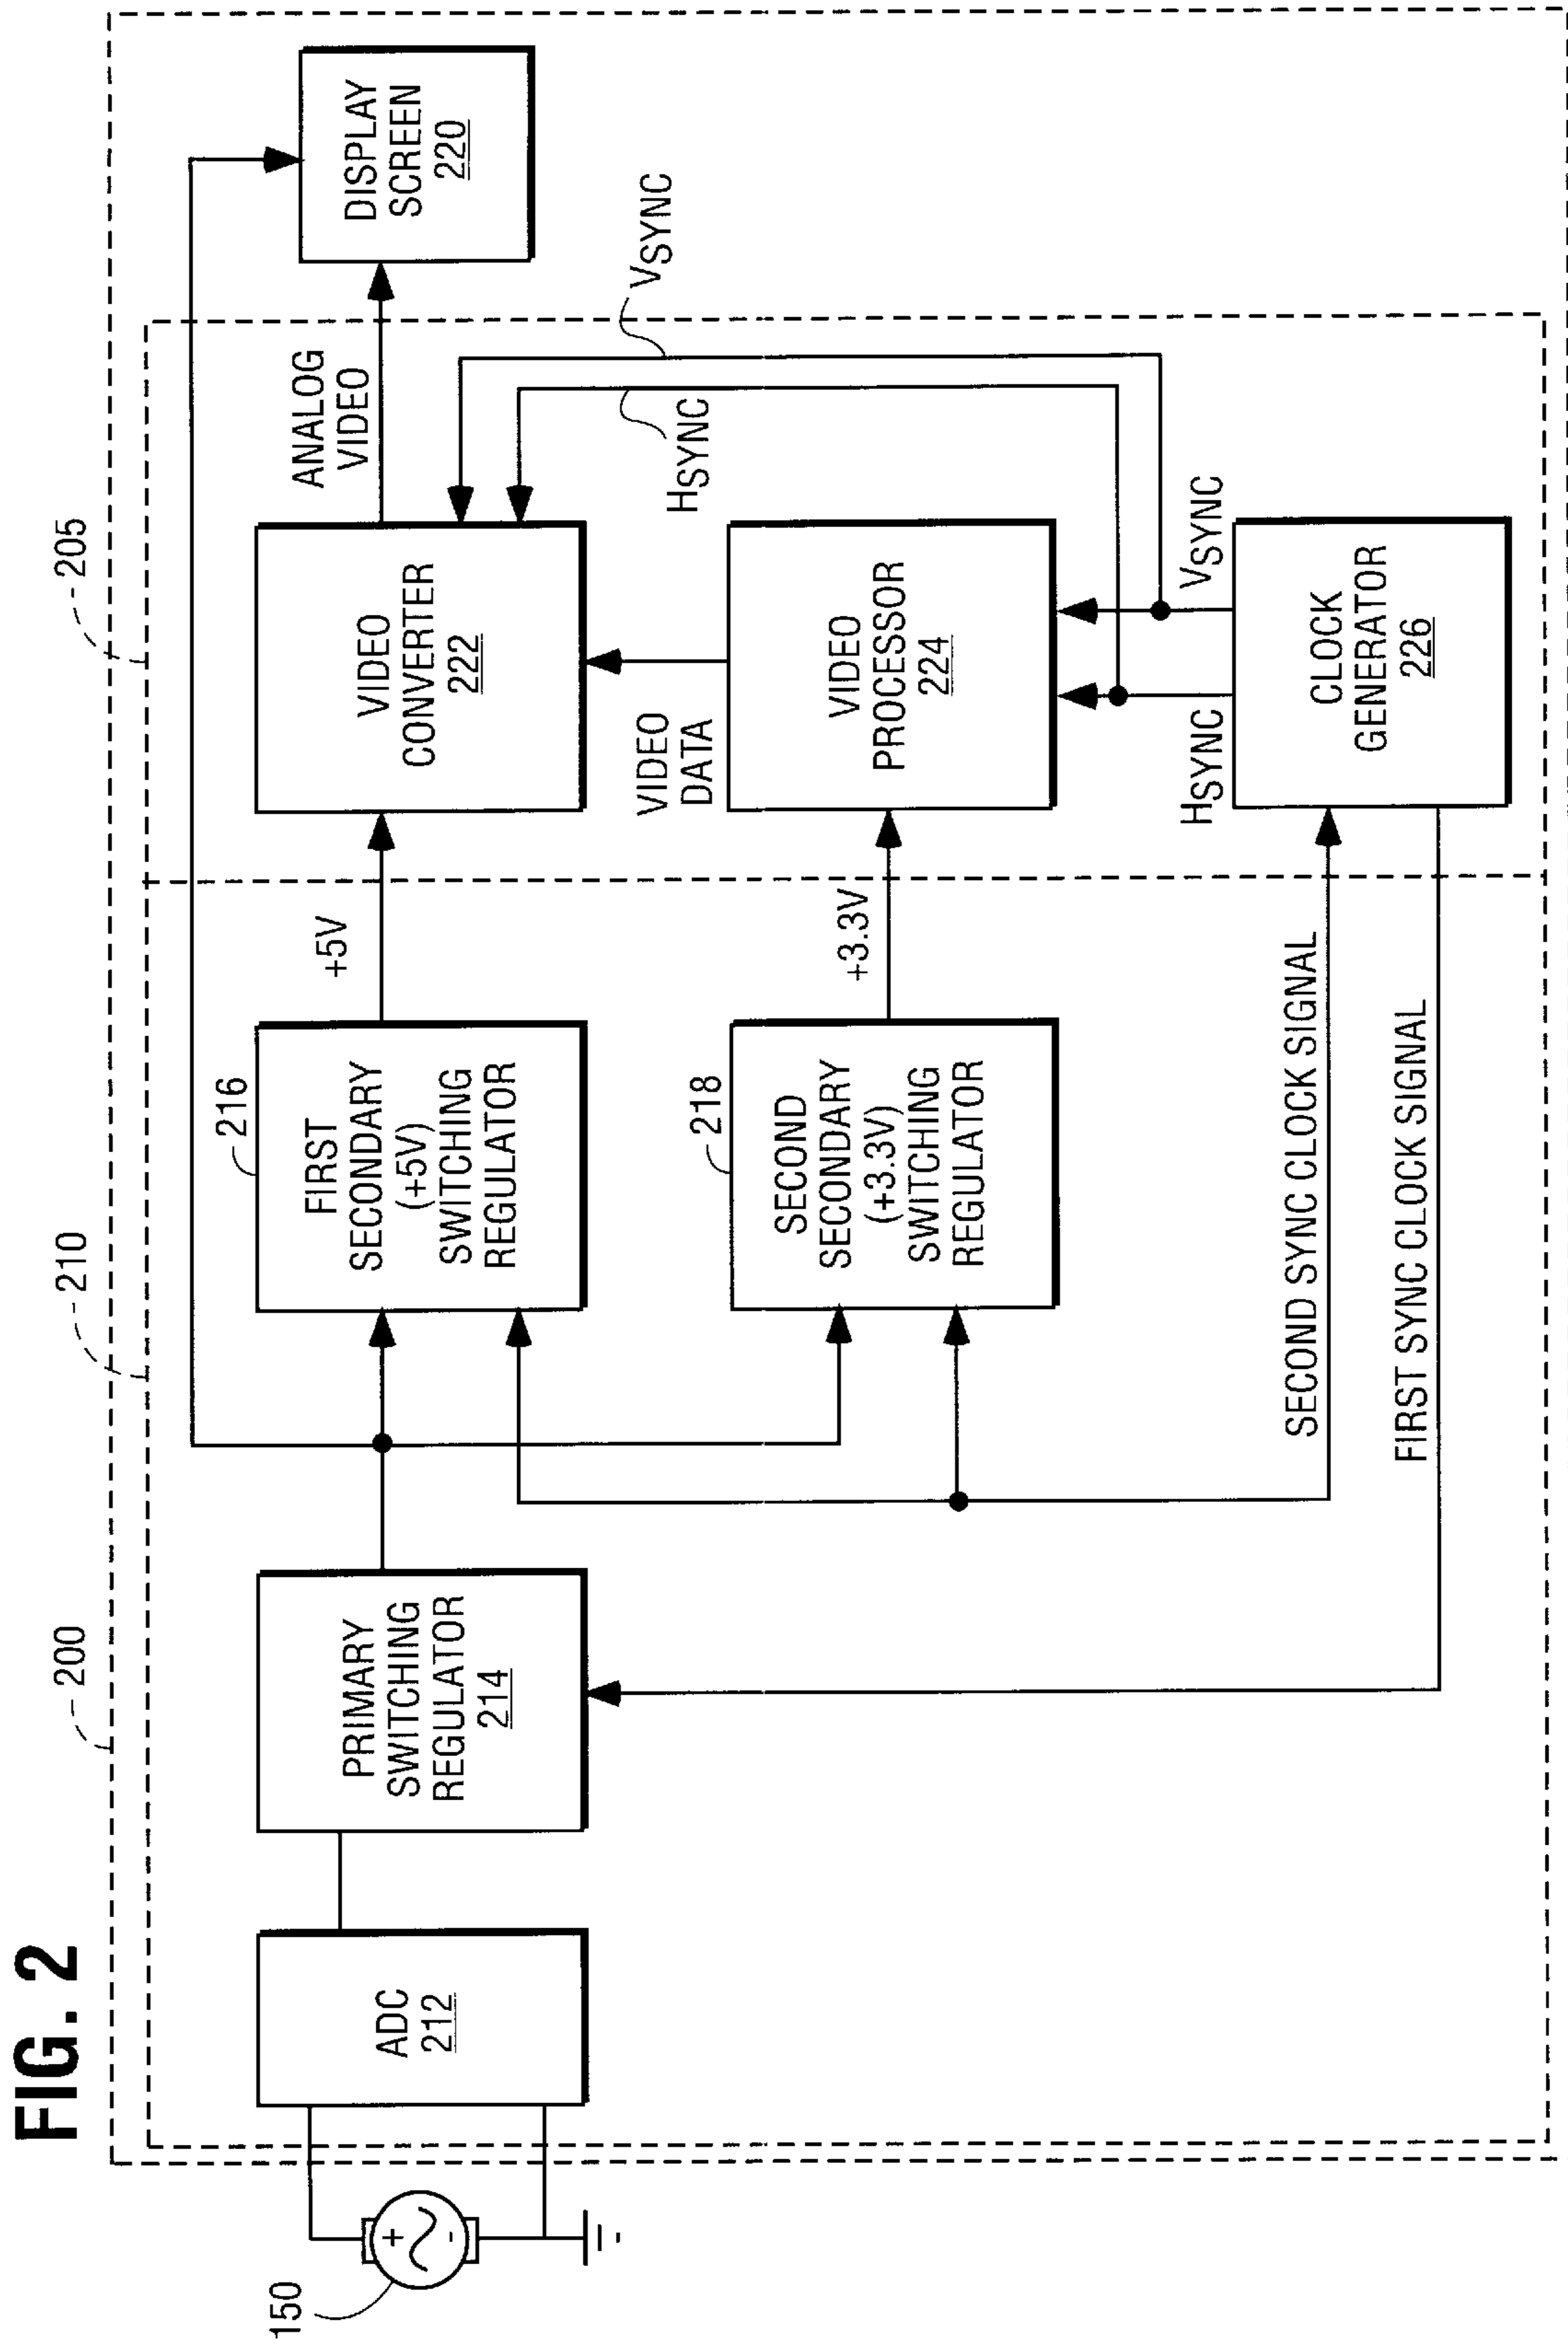 FIG. 2
200
210
205
150
ADC
212
PRIMARY
SWITCHING
REGULATOR
214
216
FIRST
SECONDARY
(+5V)
SWITCHING
REGULATOR
+5V
VIDEO
CONVERTER
222
ANALOG
VIDEO
DISPLAY
SCREEN
220
218
SECOND
SECONDARY
(+3.3V)
SWITCHING
REGULATOR
+3.3V
VIDEO
DATA
VIDEO
PROCESSOR
224
HSYNC
VSYNC
HSYNC
VSYNC
CLOCK
GENERATOR
226
SECOND SYNC CLOCK SIGNAL
FIRST SYNC CLOCK SIGNAL
+
-